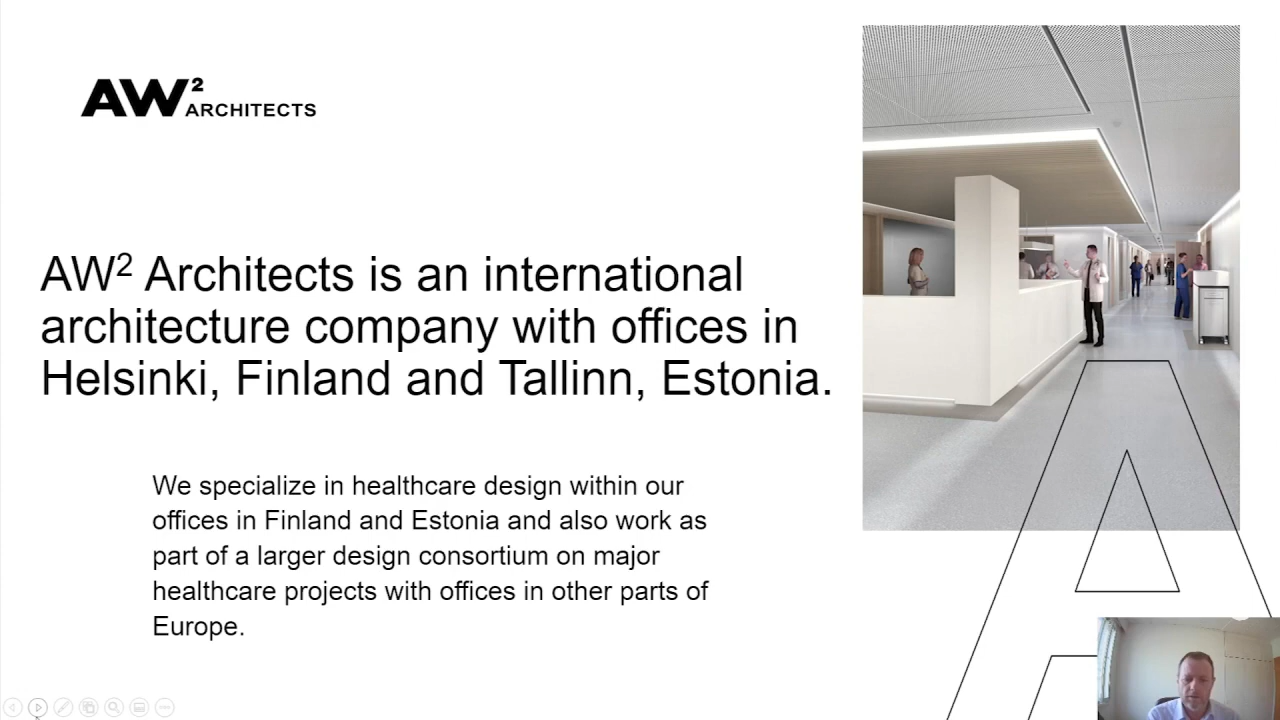 AW² ARCHITECTS
AW² Architects is an international
architecture company with offices in
Helsinki, Finland and Tallinn, Estonia.
We specialize in healthcare design within our
offices in Finland and Estonia and also work as
part of a larger design consortium on major
healthcare projects with offices in other parts of
Europe.
A